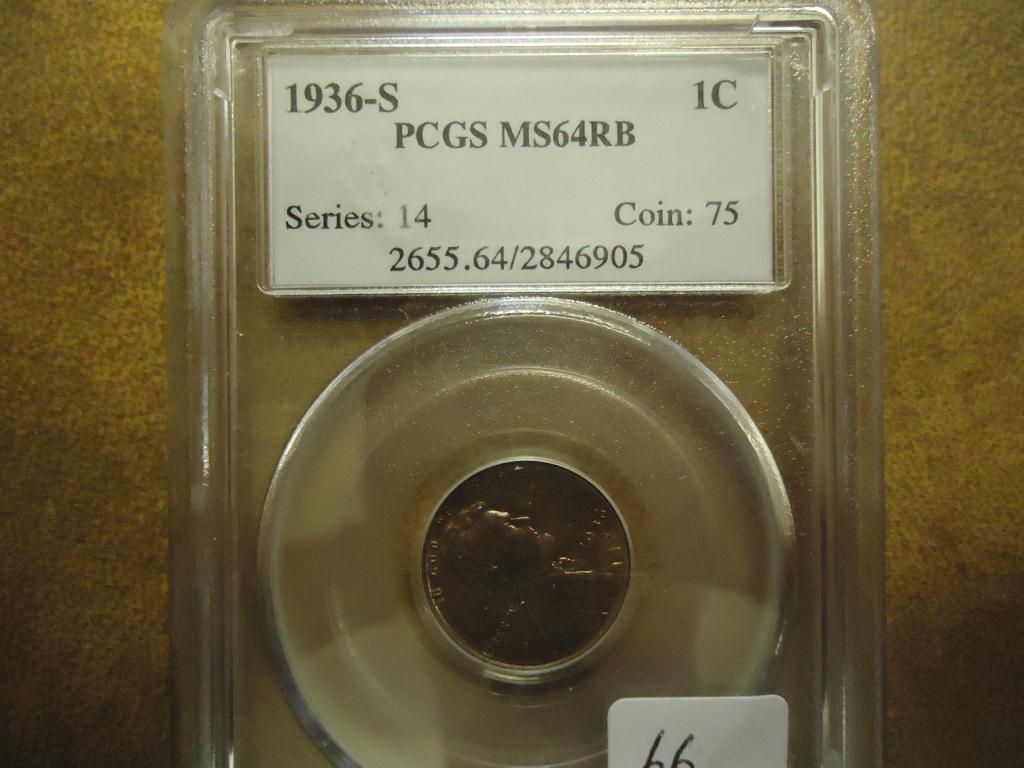 1936-S 1C
PCGS MS64RB
Series: 14 Coin: 75
2655.64/2846905
66